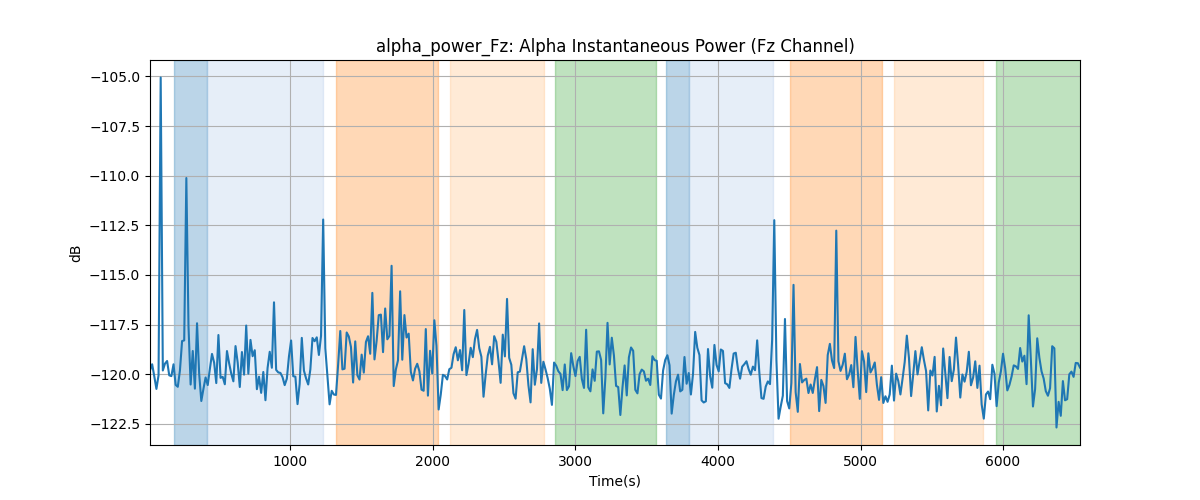 alpha_power_Fz: Alpha Instantaneous Power (Fz Channel)
−105.0
−107.5
−110.0
−112.5
−115.0
−117.5
−120.0
−122.5
dB
1000 2000 3000 4000 5000 6000
Time(s)